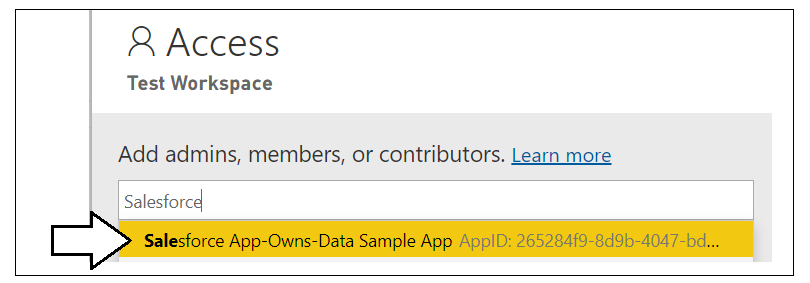 Access
Test Workspace
Add admins, members, or contributors. Learn more
Salesforce
Salesforce App-Owns-Data Sample App AppID: 265284f9-8d9b-4047-bd...